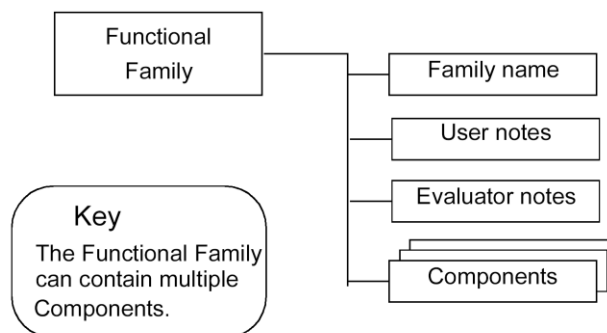 Functional
Family
Family name
User notes
Evaluator notes
Components
Key
The Functional Family
can contain multiple
Components.